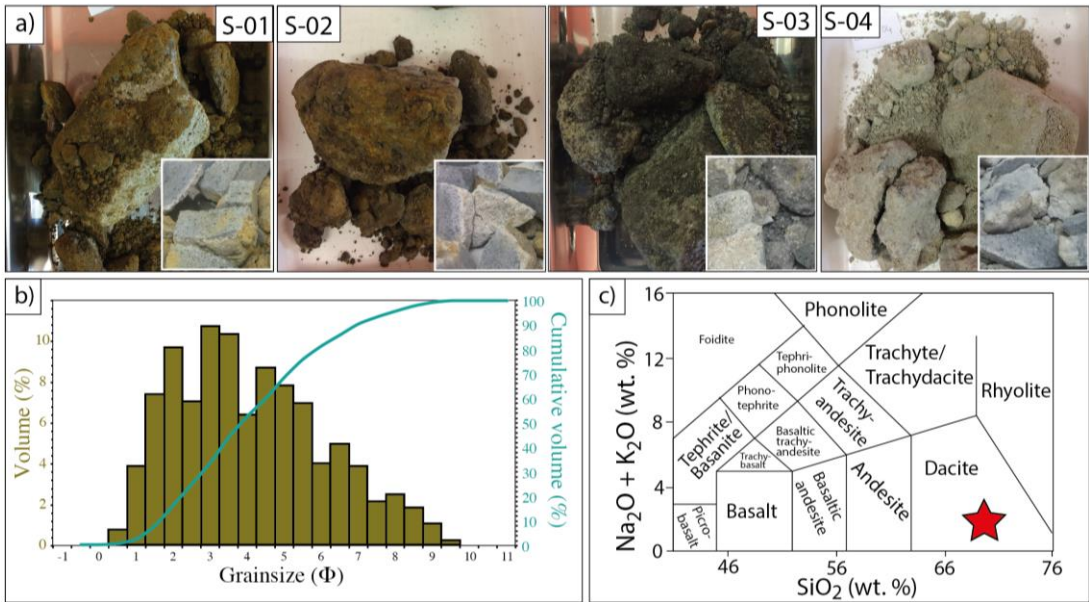 a)
S-01
S-02
S-03
S-04
b)
10
8
6
4
2
0
Volume (%)
100
90
80
70
60
50
40
30
20
10
0
Cumulative volume (%)
-1 0 1 2 3 4 5 6 7 8 9 10 11
Grainsize (Φ)
c)
16
12
8
4
0
Na₂O + K₂O (wt. %)
Foidite
Phonolite
Tephri-
phonolite
Phono-
tephrite
Tephrite/
Basanite
Trachy-
basalt
Basaltic
trachy-
andesite
Trachy-
andesite
Trachyte/
Trachydacite
Rhyolite
Picro-
basalt
Basalt
Basaltic
andesite
Andesite
Dacite
46 56 66 76
SiO₂ (wt. %)